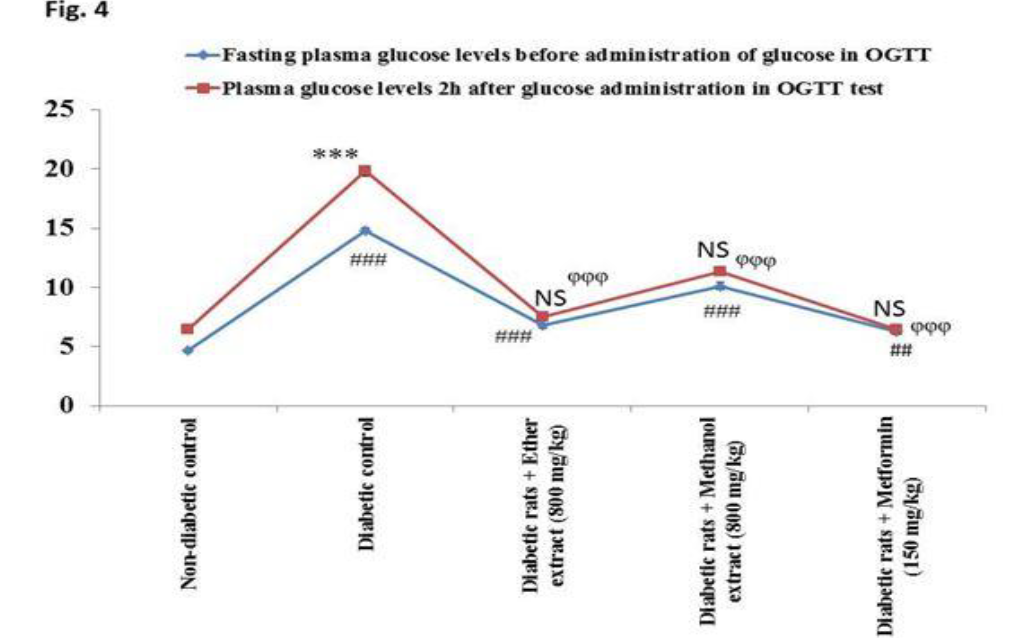 Fig. 4
Fasting plasma glucose levels before administration of glucose in OGTT
Plasma glucose levels 2h after glucose administration in OGTT test
25
20
15
10
5
0
***
###
φφφ
NS
###
NS
φφφ
###
NS
φφφ
##
Non-diabetic control
Diabetic control
Diabetic rats + Ether
extract (800 mg/kg)
Diabetic rats + Methanol
extract (800 mg/kg)
Diabetic rats + Metformin
(150 mg/kg)